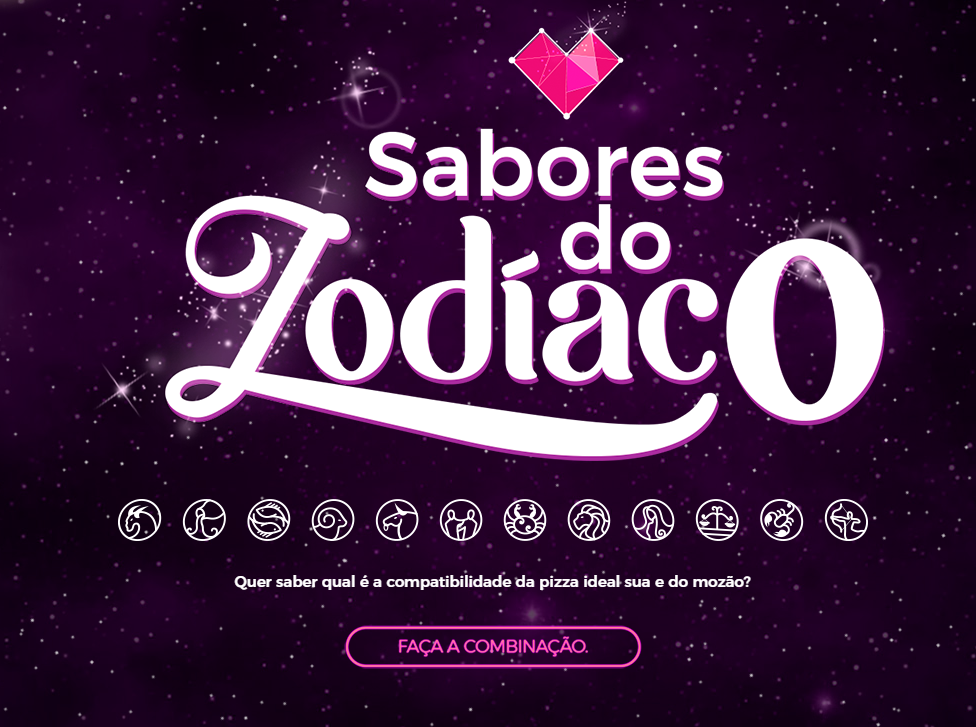 Sabores
do
Zodíaco
Quer saber qual é a compatibilidade da pizza ideal sua e do mozão?
FAÇA A COMBINAÇÃO.